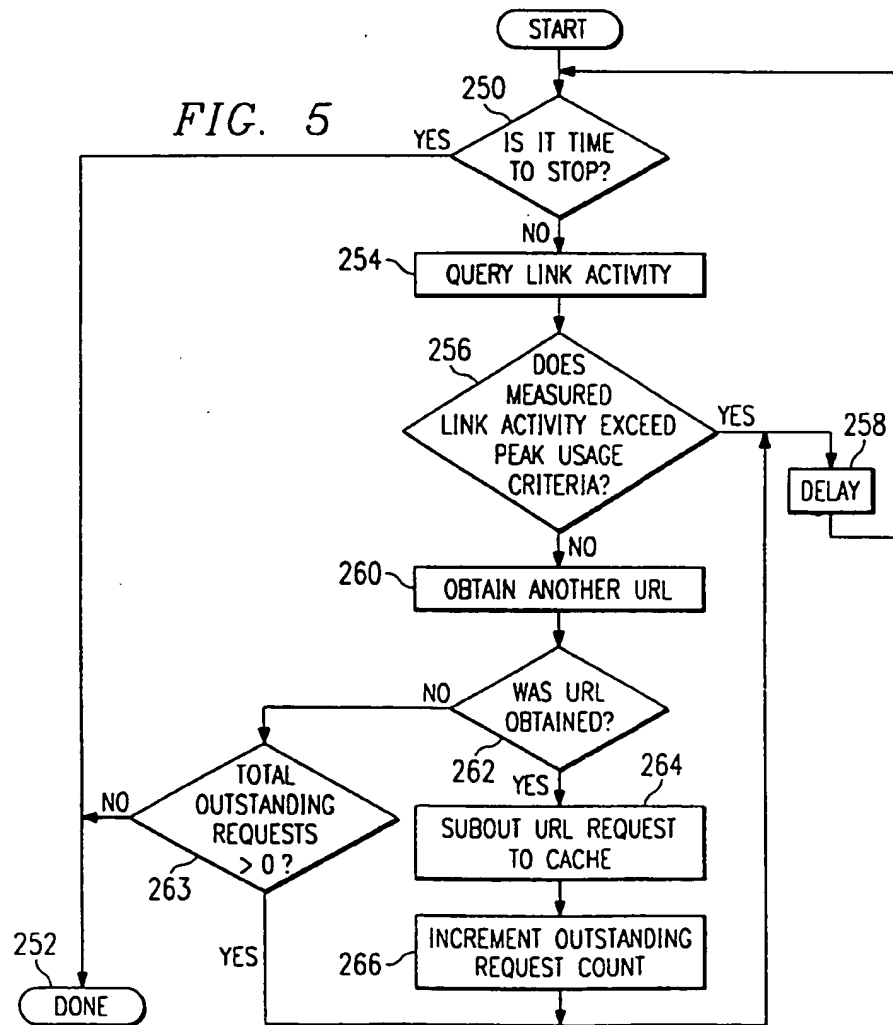 START
FIG. 5
250
YES
IS IT TIME
TO STOP?
NO
254
QUERY LINK ACTIVITY
256
DOES
MEASURED
LINK ACTIVITY EXCEED
PEAK USAGE
CRITERIA?
YES
258
DELAY
NO
260
OBTAIN ANOTHER URL
NO
WAS URL
OBTAINED?
262
YES
264
NO
TOTAL
OUTSTANDING
REQUESTS
> 0?
263
SUBOUT URL REQUEST
TO CACHE
YES
266
INCREMENT OUTSTANDING
REQUEST COUNT
252
DONE